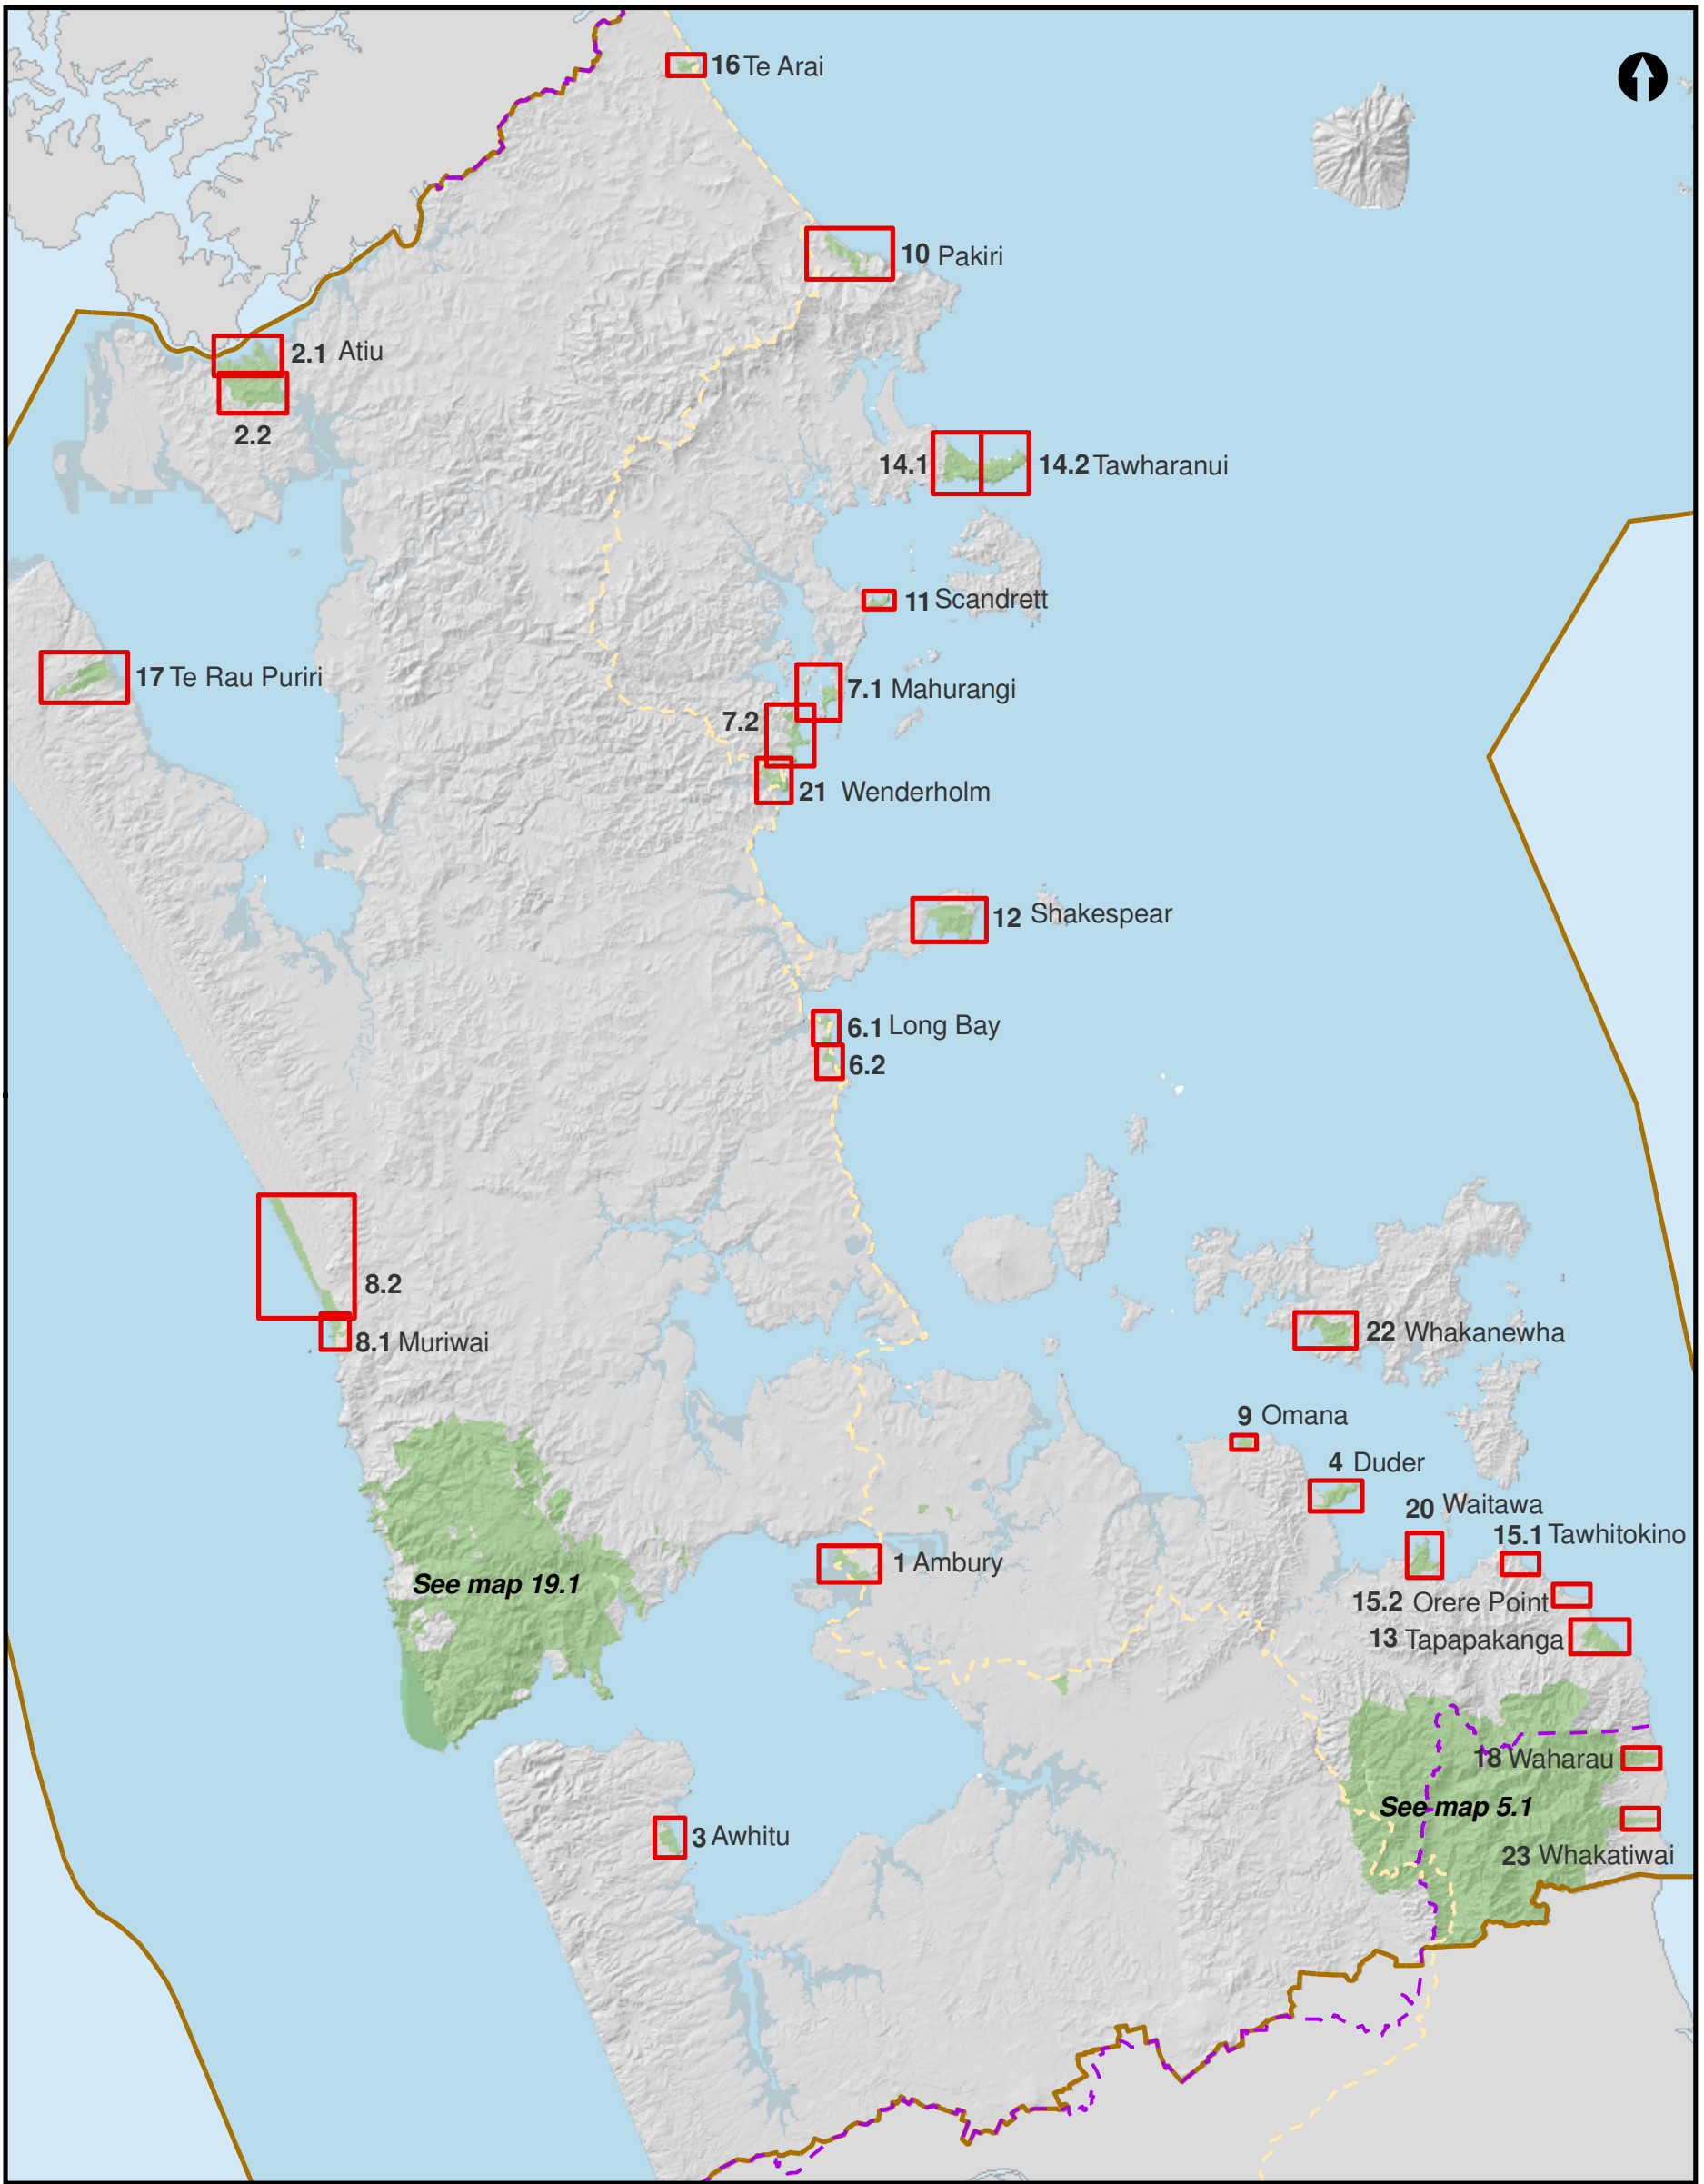 16 Te Arai
10 Pakiri
2.1 Atiu
2.2
14.1
14.2 Tawharanui
11 Scandrett
17 Te Rau Puriri
7.1 Mahurangi
7.2
21 Wenderholm
12 Shakespear
6.1 Long Bay
6.2
8.2
8.1 Muriwai
22 Whakanewha
9 Omana
4 Duder
20 Waitawa
15.1 Tawhitokino
1 Ambury
See map 19.1
15.2 Orere Point
13 Tapapakanga
18 Waharau
See map 5.1
3 Awhitu
23 Whakatiwai